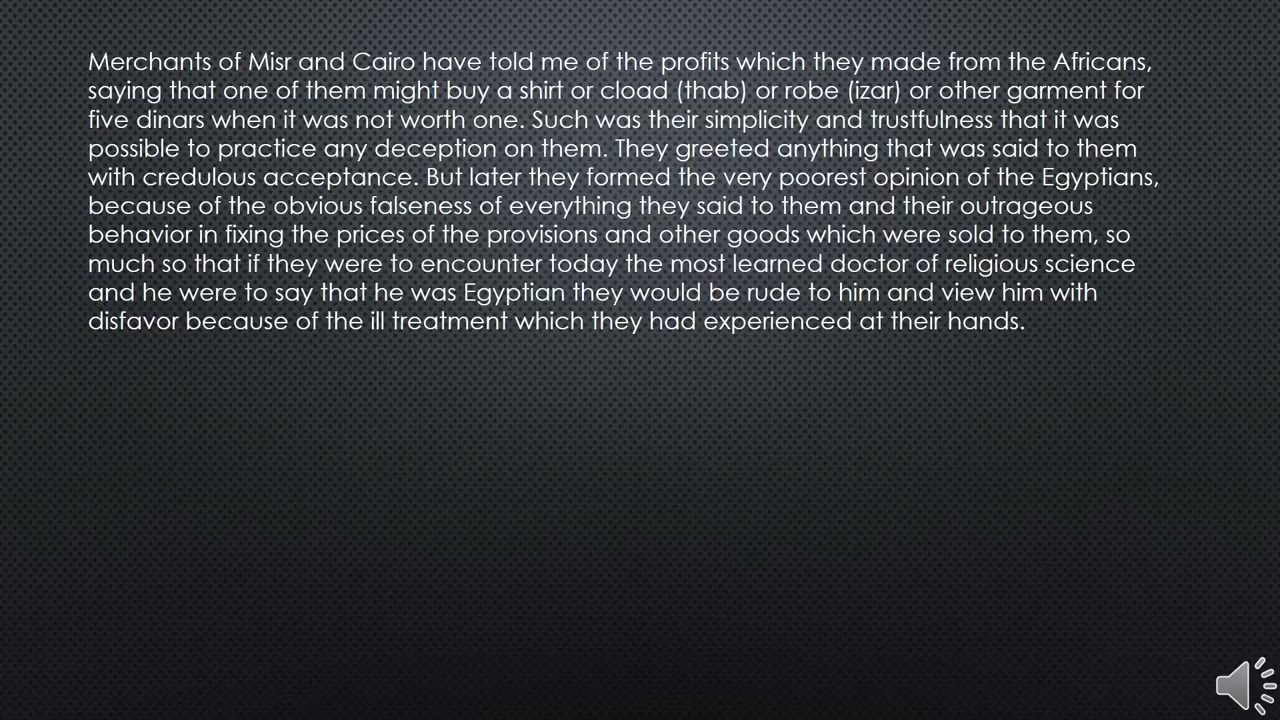 Merchants of Misr and Cairo have told me of the profits which they made from the Africans,
saying that one of them might buy a shirt or cload (thab) or robe (izar) or other garment for
five dinars when it was not worth one. Such was their simplicity and trustfulness that it was
possible to practice any deception on them. They greeted anything that was said to them
with credulous acceptance. But later they formed the very poorest opinion of the Egyptians,
because of the obvious falseness of everything they said to them and their outrageous
behavior in fixing the prices of the provisions and other goods which were sold to them, so
much so that if they were to encounter today the most learned doctor of religious science
and he were to say that he was Egyptian they would be rude to him and view him with
disfavor because of the ill treatment which they had experienced at their hands.